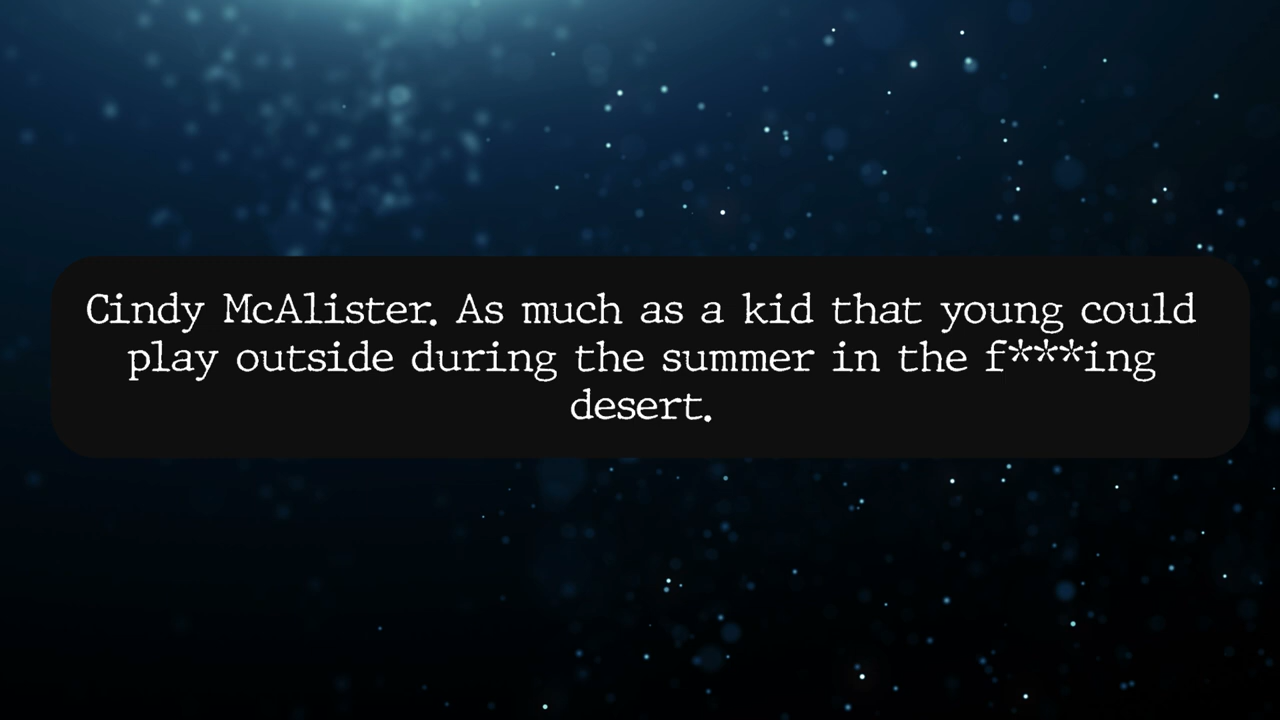 Cindy McAlister. As much as a kid that young could
play outside during the summer in the f***ing
desert.